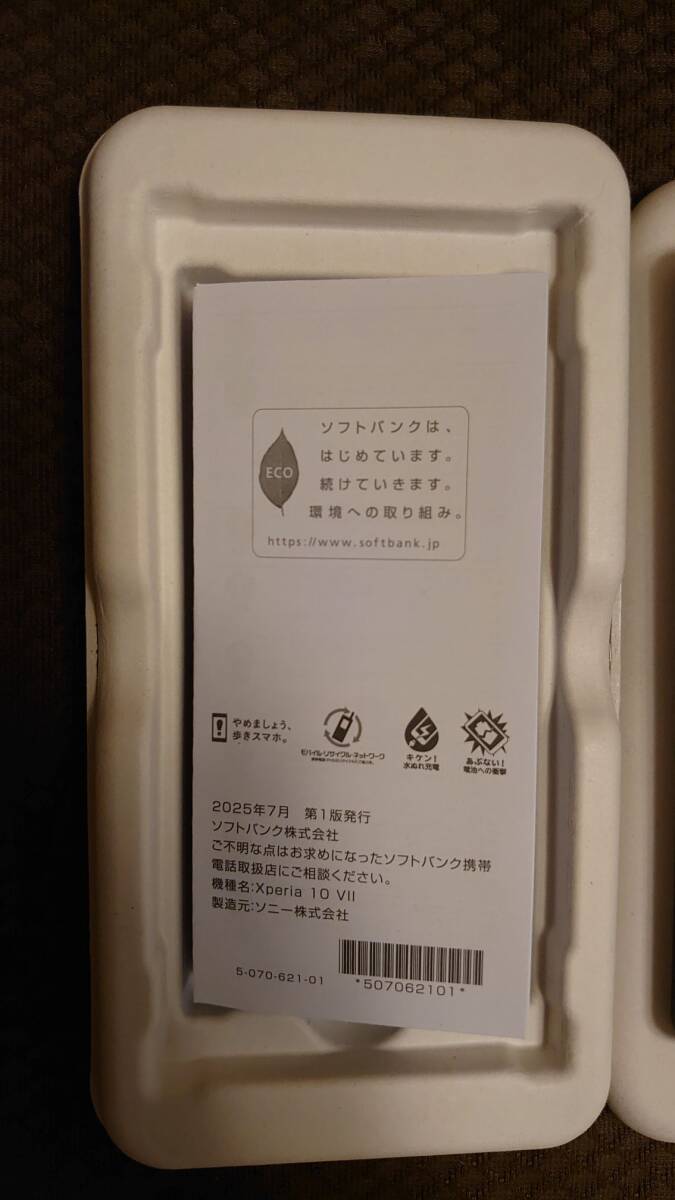 ECO
ソフトバンクは、
はじめています。
続けていきます。
環境への取り組み。
https://www.softbank.jp
やめましょう、
歩きスマホ。
モバイル・リサイクル・ネットワーク
キケン!
水ぬれ充電
あぶない!
電池への衝撃
2025年7月 第1版発行
ソフトバンク株式会社
ご不明な点はお求めになったソフトバンク携帯
電話取扱店にご相談ください。
機種名:Xperia 10 VII
製造元:ソニー株式会社
5-070-621-01
*507062101*